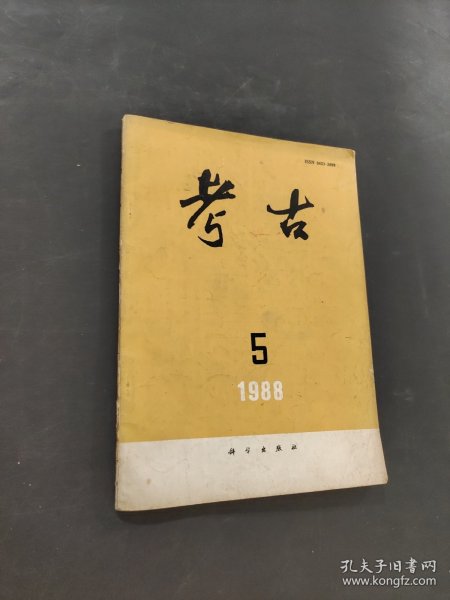 ISSN 0453-2899
考古
5
1988
科学出版社
孔夫子旧书网
www.kongfz.com